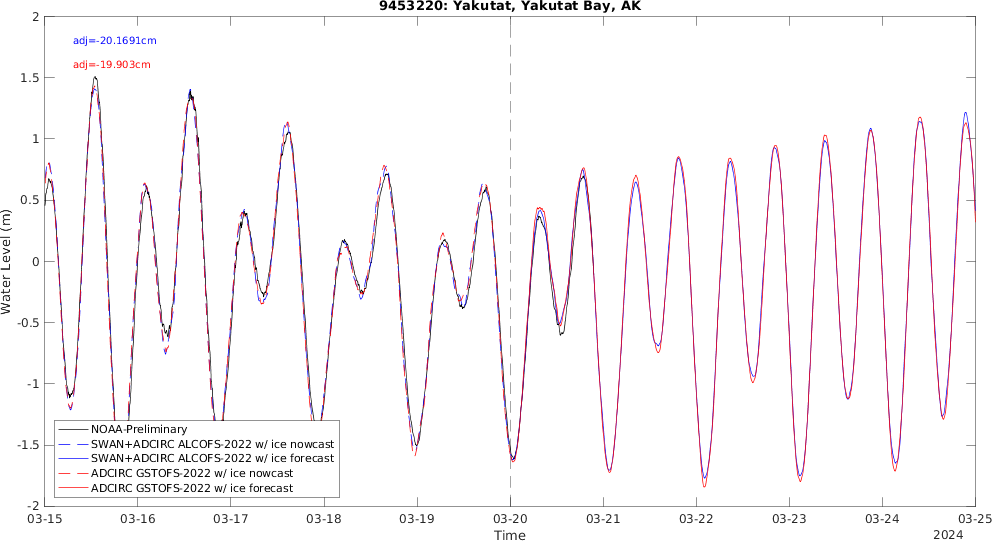 9453220: Yakutat, Yakutat Bay, AK
adj=-20.1691cm
adj=-19.903cm
2
1.5
1
0.5
0
-0.5
-1
-1.5
-2
Water Level (m)
NOAA-Preliminary
SWAN+ADCIRC ALCOFS-2022 w/ ice nowcast
SWAN+ADCIRC ALCOFS-2022 w/ ice forecast
ADCIRC GSTOFS-2022 w/ ice nowcast
ADCIRC GSTOFS-2022 w/ ice forecast
03-15 03-16 03-17 03-18 03-19 03-20 03-21 03-22 03-23 03-24 03-25
Time
2024